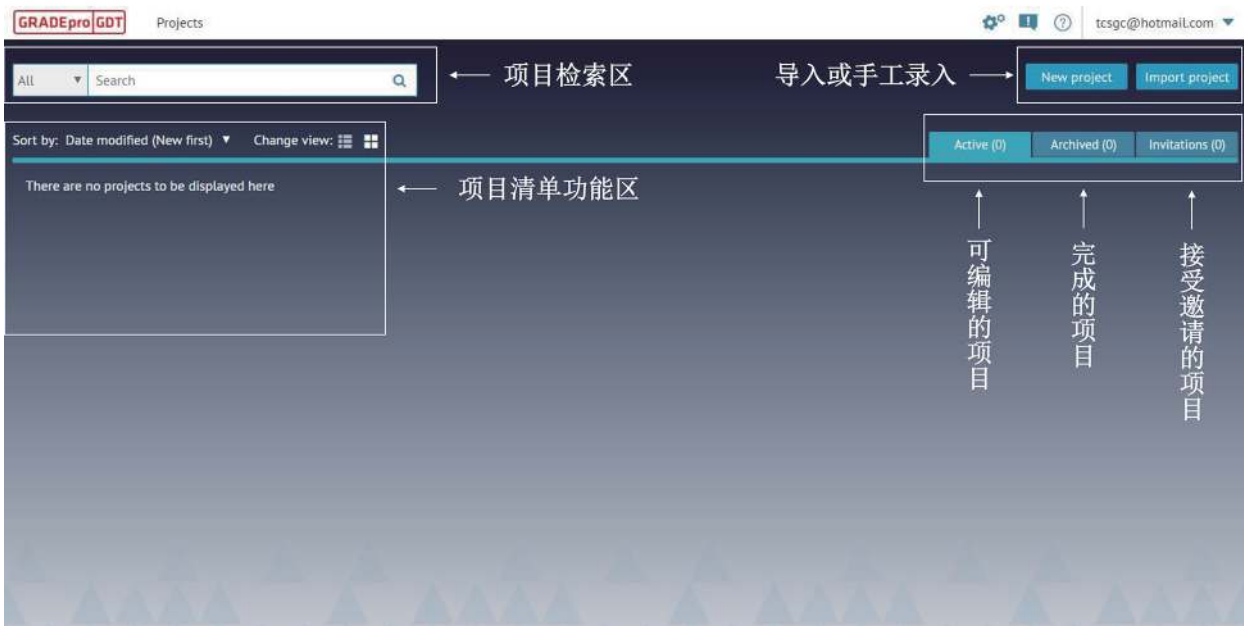 GRADEpro GDT Projects tcsgc@hotmail.com
All Search 项目检索区 导入或手工录入 New project Import project
Sort by: Date modified (New first) Change view: Active (0) Archived (0) Invitations (0)
There are no projects to be displayed here 项目清单功能区
可编辑的项目
完成的项目
接受邀请的项目